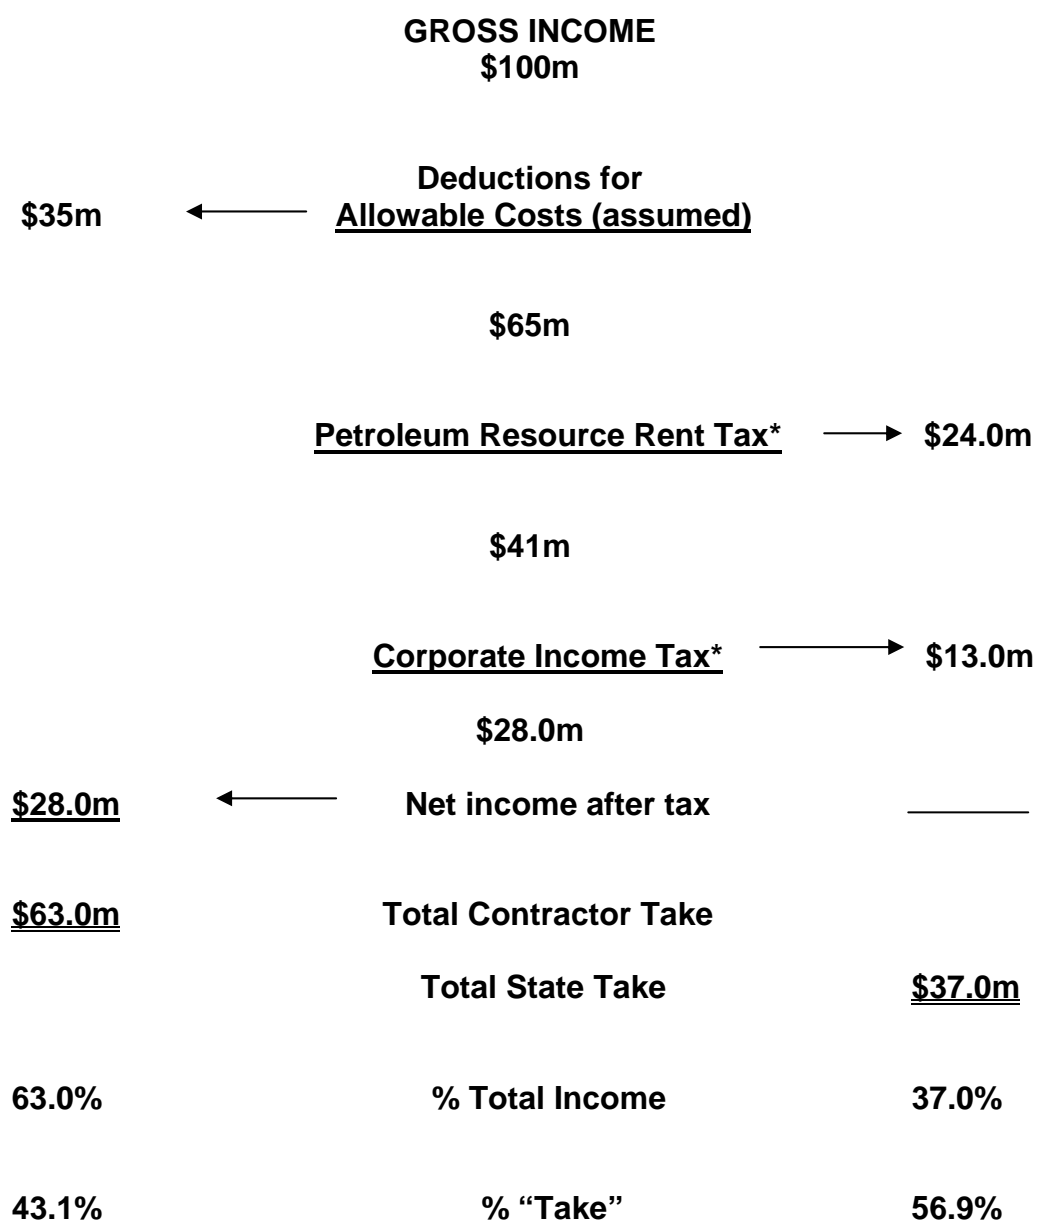 GROSS INCOME
$100m
Deductions for
$35m Allowable Costs (assumed)
$65m
Petroleum Resource Rent Tax* $24.0m
$41m
Corporate Income Tax* $13.0m
$28.0m
$28.0m Net income after tax
$63.0m Total Contractor Take
Total State Take $37.0m
63.0% % Total Income 37.0%
43.1% % “Take” 56.9%